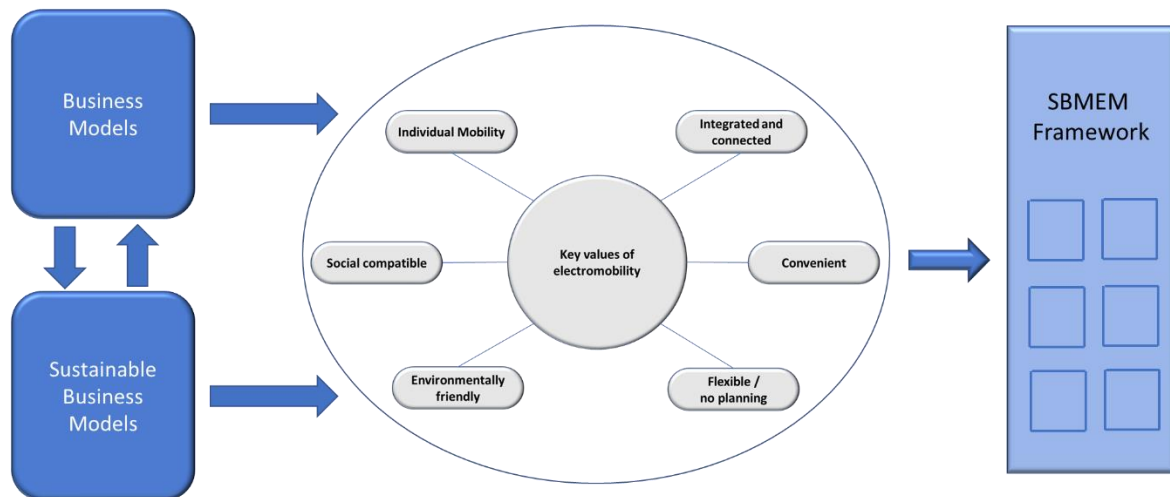 Business
Models
Sustainable
Business
Models
Individual Mobility
Integrated and
connected
Social compatible
Key values of
electromobility
Convenient
Environmentally
friendly
Flexible /
no planning
SBMEM
Framework